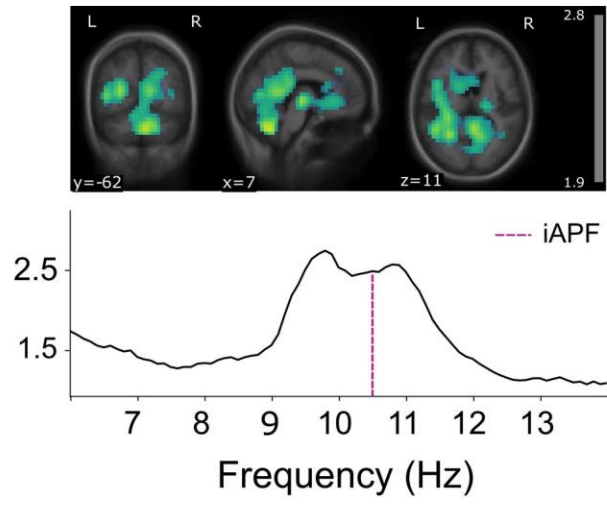 L R L 2.8
y=-62 x=7 z=11 1.9
iAPF
2.5
1.5
7 8 9 10 11 12 13
Frequency (Hz)